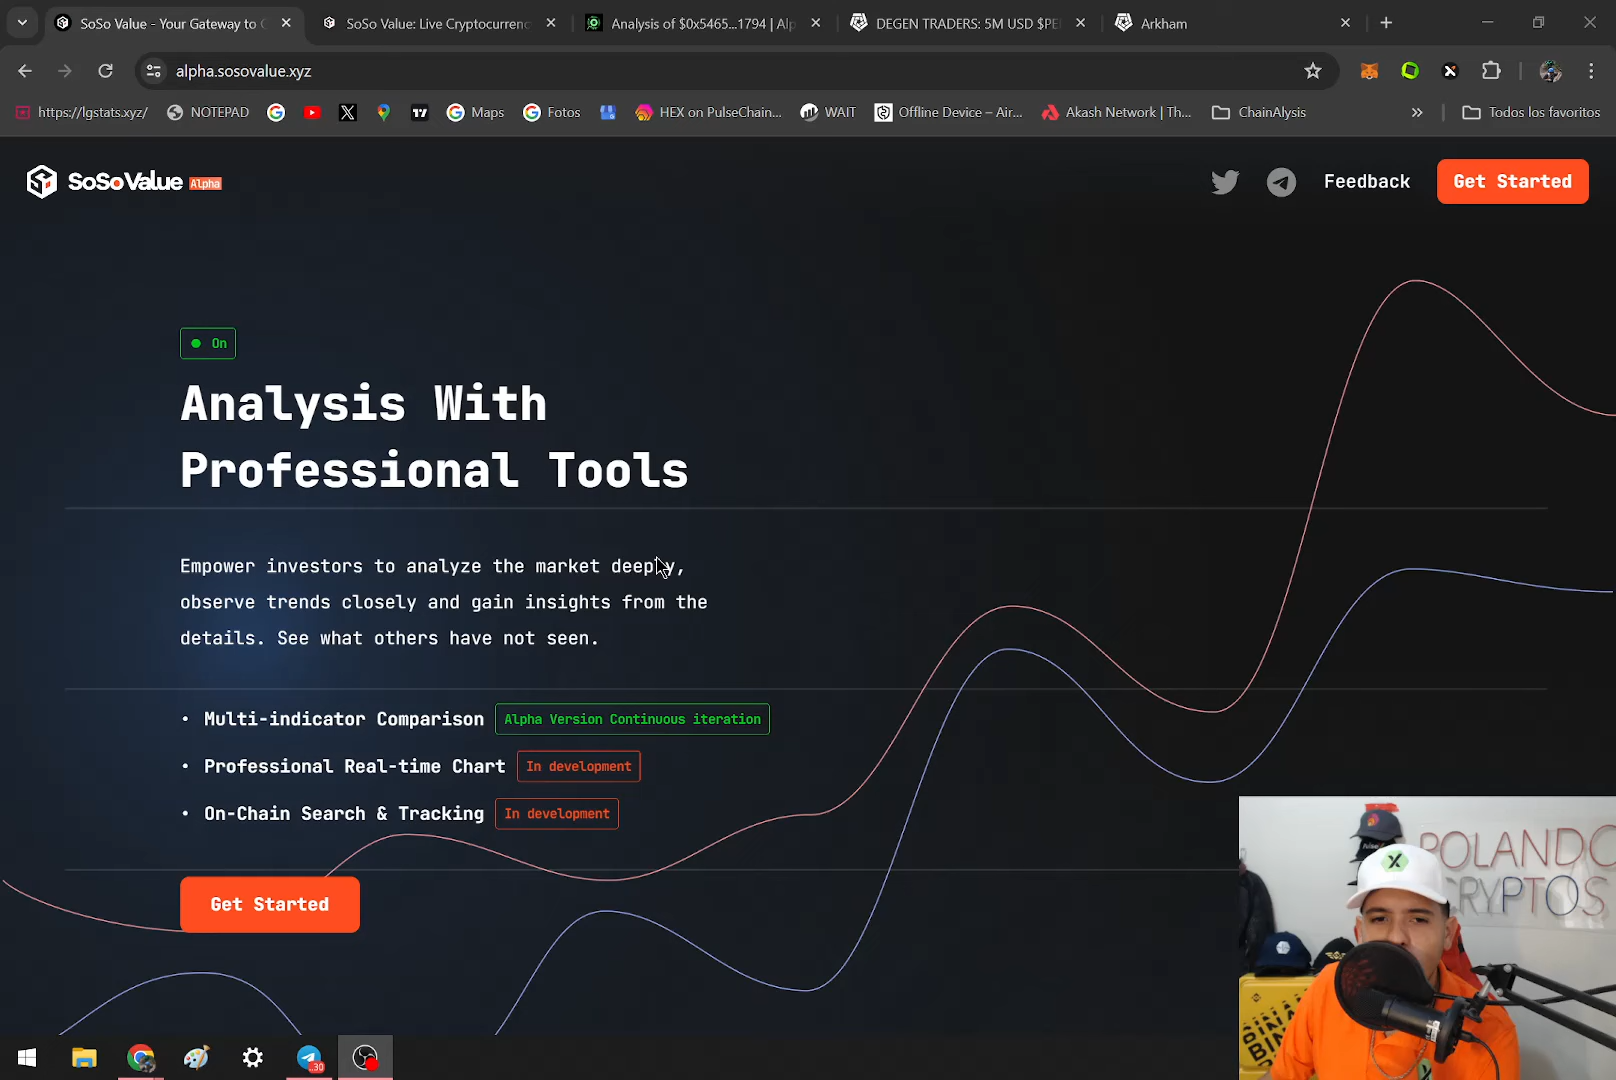 SoSo Value - Your Gateway to C
SoSo Value: Live Cryptocurrenc
Analysis of $0x5465...1794 | Alp
DEGEN TRADERS: 5M USD $PE
Arkham
alpha.sosovalue.xyz
https://lgstats.xyz/
NOTEPAD
Maps
Fotos
HEX on PulseChain...
WAIT
Offline Device – Air...
Akash Network | Th...
ChainAlysis
Todos los favoritos
SoSoValue Alpha
Feedback
Get Started
On
Analysis With
Professional Tools
Empower investors to analyze the market deeply,
observe trends closely and gain insights from the
details. See what others have not seen.
• Multi-indicator Comparison Alpha Version Continuous iteration
• Professional Real-time Chart In development
• On-Chain Search & Tracking In development
Get Started
ROLANDO
CRYPTOS
30